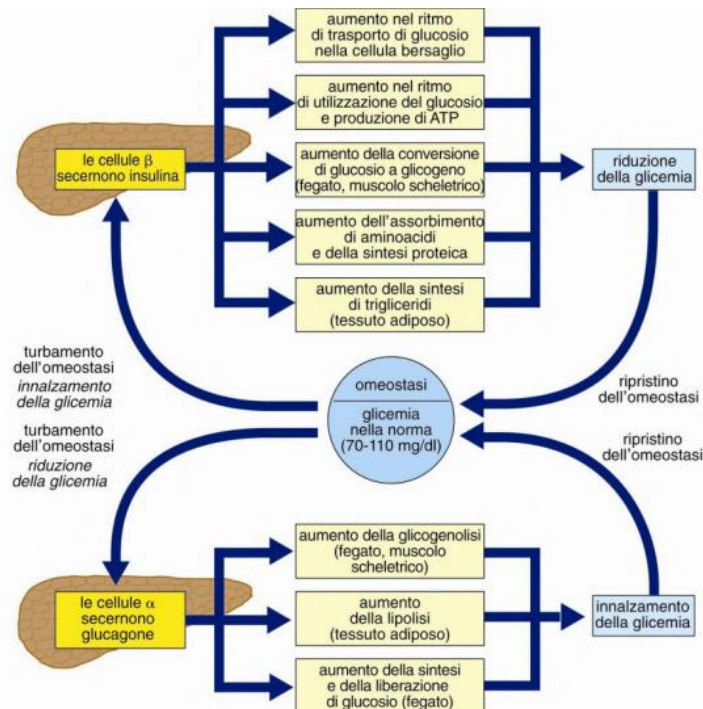 aumento nel ritmo
di trasporto di glucosio
nella cellula bersaglio
aumento nel ritmo
di utilizzazione del glucosio
e produzione di ATP
le cellule β
secernono insulina
aumento della conversione
di glucosio a glicogeno
(fegato, muscolo scheletrico)
riduzione
della glicemia
aumento dell'assorbimento
di aminoacidi
e della sintesi proteica
aumento della sintesi
di trigliceridi
(tessuto adiposo)
turbamento
dell'omeostasi
innalzamento
della glicemia
omeostasi
glicemia
nella norma
(70-110 mg/dl)
ripristino
dell'omeostasi
turbamento
dell'omeostasi
riduzione
della glicemia
ripristino
dell'omeostasi
aumento della glicogenolisi
(fegato, muscolo
scheletrico)
le cellule α
secernono
glucagone
aumento
della lipolisi
(tessuto adiposo)
innalzamento
della glicemia
aumento della sintesi
e della liberazione
di glucosio (fegato)